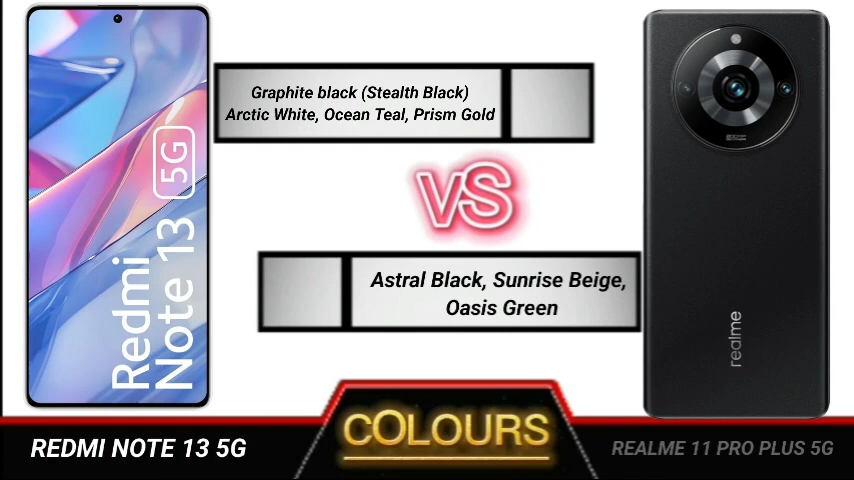 Redmi
Note 13 5G
Graphite black (Stealth Black)
Arctic White, Ocean Teal, Prism Gold
VS
Astral Black, Sunrise Beige,
Oasis Green
realme
COLOURS
REDMI NOTE 13 5G
REALME 11 PRO PLUS 5G